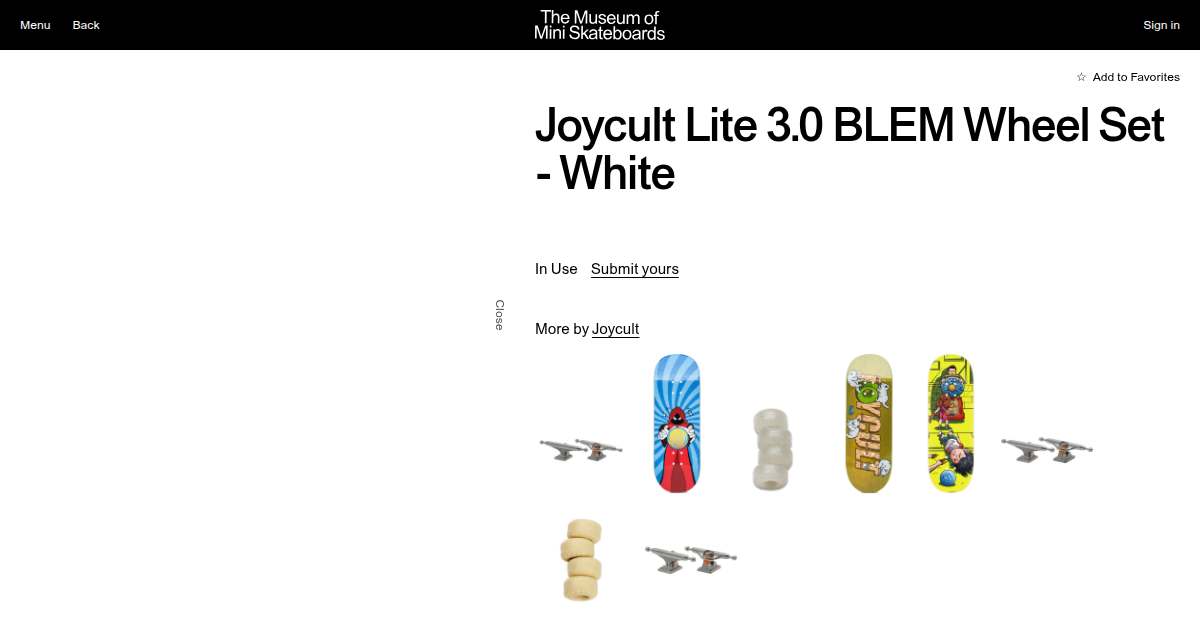 Menu
Back
The Museum of
Mini Skateboards
Sign in
☆ Add to Favorites
Joycult Lite 3.0 BLEM Wheel Set
- White
In Use
Submit yours
Close
More by Joycult
JOYCULT